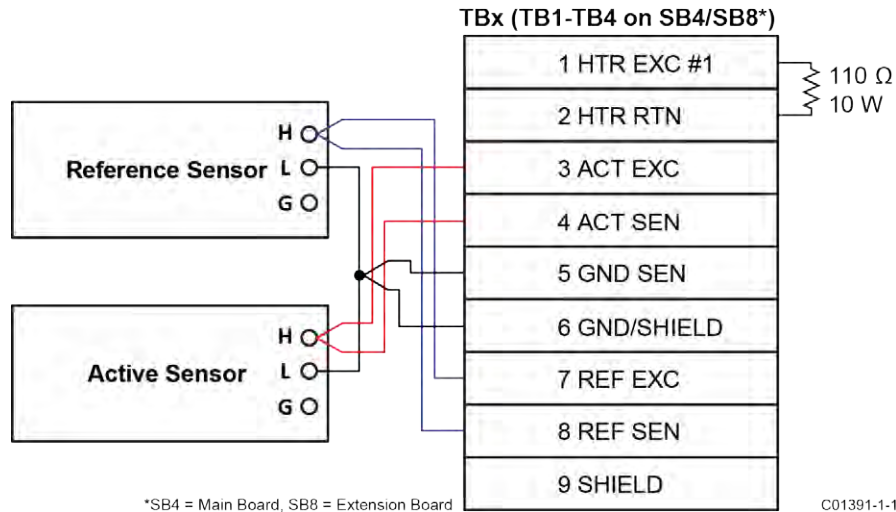 TBx (TB1-TB4 on SB4/SB8*)
1 HTR EXC #1
110 Ω
10 W
2 HTR RTN
Reference Sensor
H
L
G
3 ACT EXC
4 ACT SEN
5 GND SEN
6 GND/SHIELD
Active Sensor
H
L
G
7 REF EXC
8 REF SEN
9 SHIELD
*SB4 = Main Board, SB8 = Extension Board
C01391-1-1